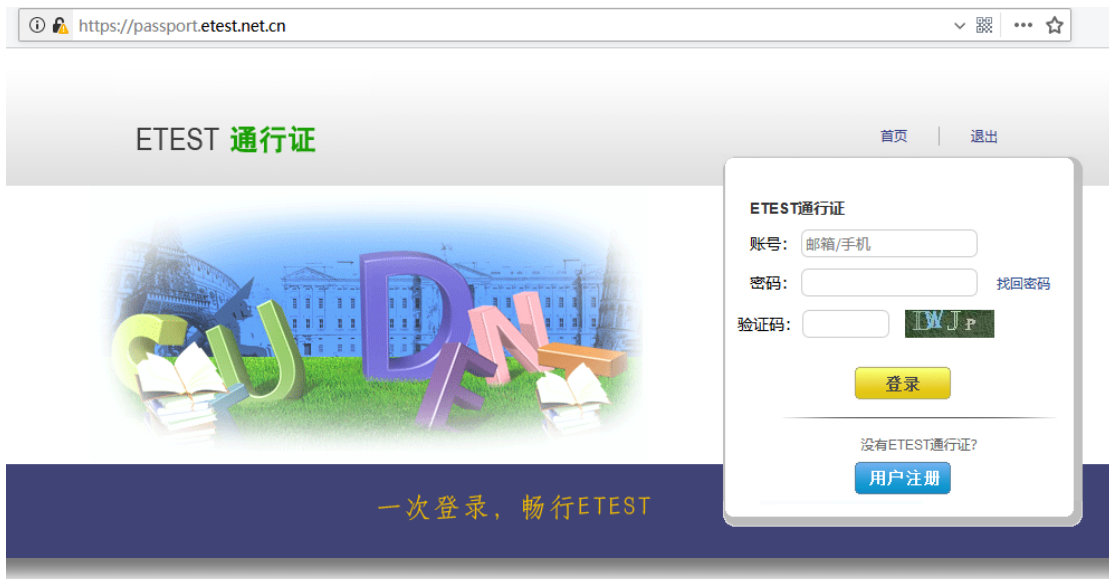 https://passport.etest.net.cn
ETEST 通行证
首页
退出
ETEST通行证
账号：
邮箱/手机
密码：
找回密码
验证码：
IWJP
登录
没有ETEST通行证?
用户注册
一次登录，畅行ETEST